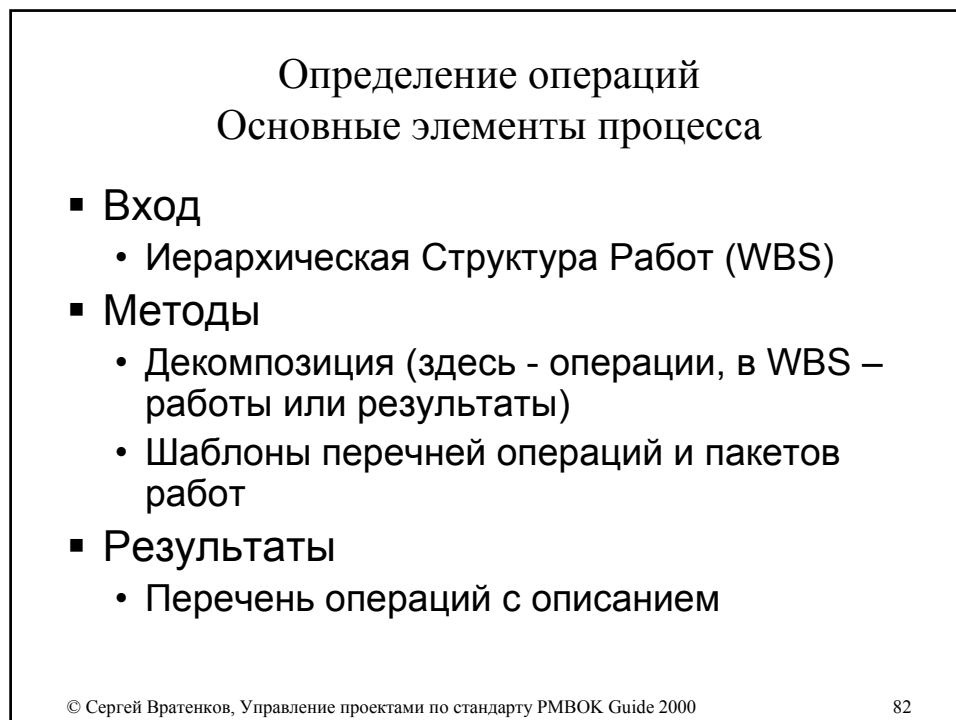 Определение операций
Основные элементы процесса
▪ Вход
• Иерархическая Структура Работ (WBS)
▪ Методы
• Декомпозиция (здесь - операции, в WBS –
работы или результаты)
• Шаблоны перечней операций и пакетов
работ
▪ Результаты
• Перечень операций с описанием
© Сергей Вратенков, Управление проектами по стандарту PMBOK Guide 2000 82